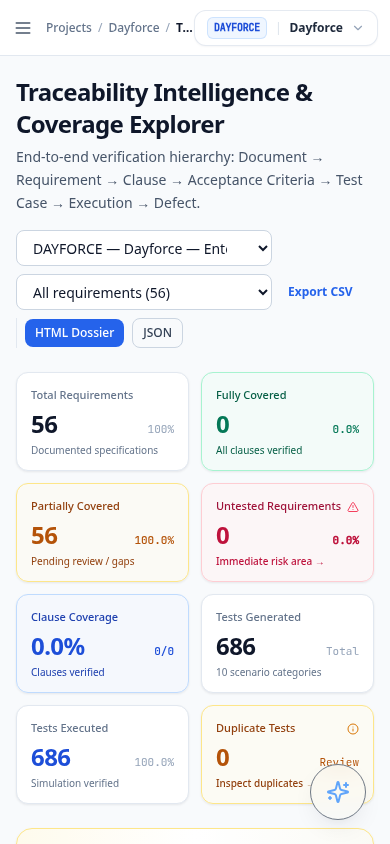 Projects / Dayforce / T... DAYFORCE Dayforce
Traceability Intelligence &
Coverage Explorer
End-to-end verification hierarchy: Document →
Requirement → Clause → Acceptance Criteria → Test
Case → Execution → Defect.
DAYFORCE — Dayforce — Ent
All requirements (56) Export CSV
HTML Dossier JSON
Total Requirements
56 100%
Documented specifications
Fully Covered
0 0.0%
All clauses verified
Partially Covered
56 100.0%
Pending review / gaps
Untested Requirements
0 0.0%
Immediate risk area →
Clause Coverage
0.0% 0/0
Clauses verified
Tests Generated
686 Total
10 scenario categories
Tests Executed
686 100.0%
Simulation verified
Duplicate Tests
0 Review
Inspect duplicates